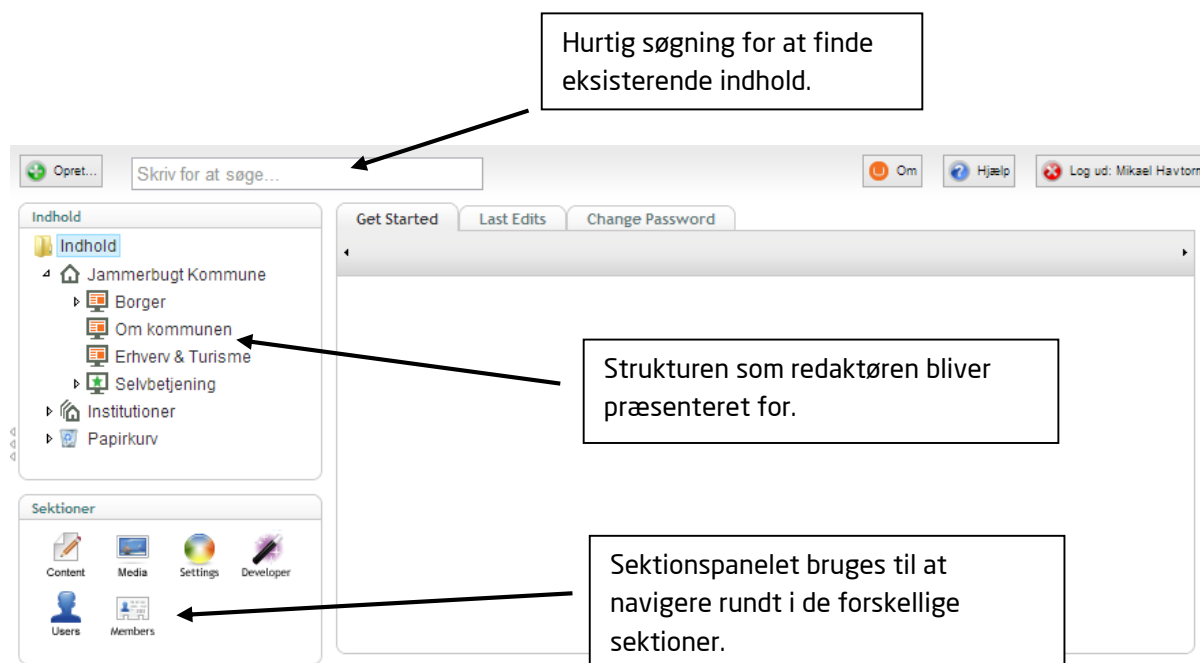 Hurtig søgning for at finde
eksisterende indhold.
Opret...
Skriv for at søge...
Om
Hjælp
Log ud: Mikael Havtorn
Indhold
Indhold
Jammerbugt Kommune
Borger
Om kommunen
Erhverv & Turisme
Selvbetjening
Institutioner
Papirkurv
Get Started
Last Edits
Change Password
Strukturen som redaktøren bliver
præsenteret for.
Sektioner
Content
Media
Settings
Developer
Users
Members
Sektionspanelet bruges til at
navigere rundt i de forskellige
sektioner.